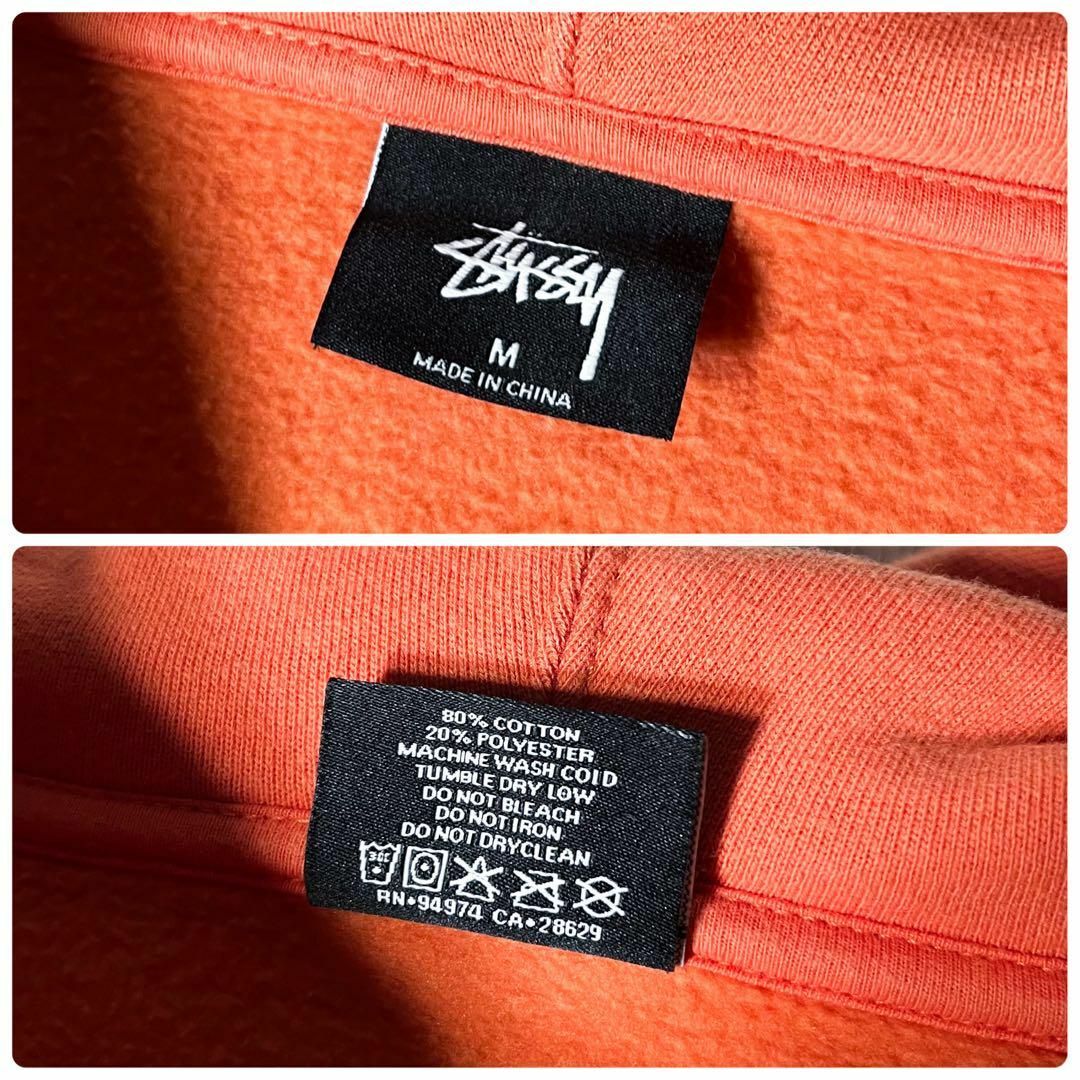 Stüssy
M
MADE IN CHINA
80% COTTON
20% POLYESTER
MACHINE WASH COLD
TUMBLE DRY LOW
DO NOT BLEACH
DO NOT IRON
DO NOT DRYCLEAN
30C
RN•94974 CA•28629